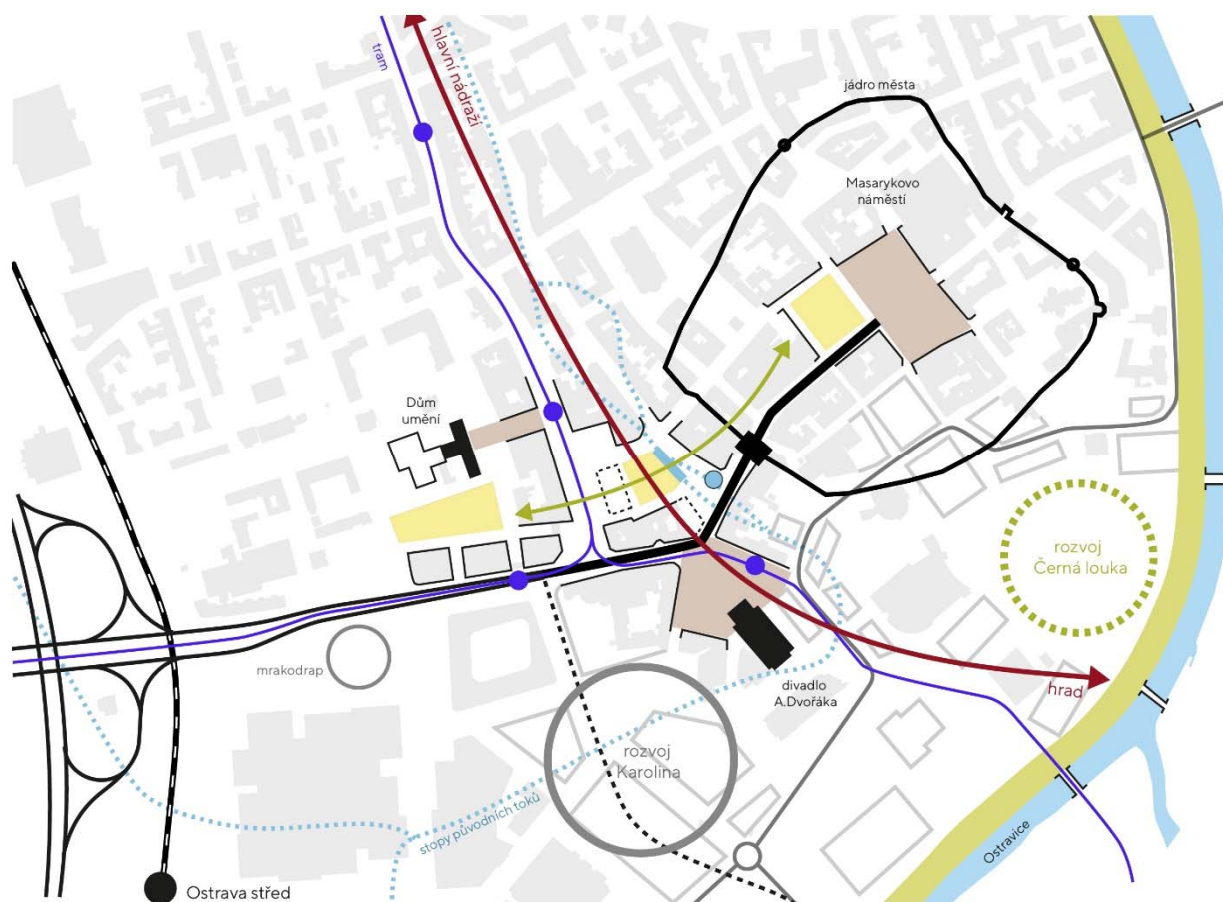 hlavní nádraží
tram
jádro města
Masarykovo
náměstí
Dům
umění
rozvoj
Černá louka
mrakodrap
divadlo
A.Dvořáka
hrad
rozvoj
Karolina
stopy původních toků
Ostravice
Ostrava střed